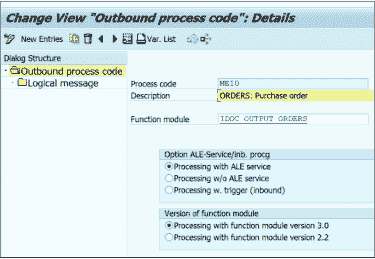 Change View "Outbound process code": Details
New Entries
Var. List
Dialog Structure
Outbound process code
Logical message
Process code ME10
Description ORDERS: Purchase order
Function module IDOC_OUTPUT_ORDERS
Option ALE-Service/inb. procg
Processing with ALE service
Processing w/o ALE service
Processing w. trigger (inbound)
Version of function module
Processing with function module version 3.0
Processing with function module version 2.2